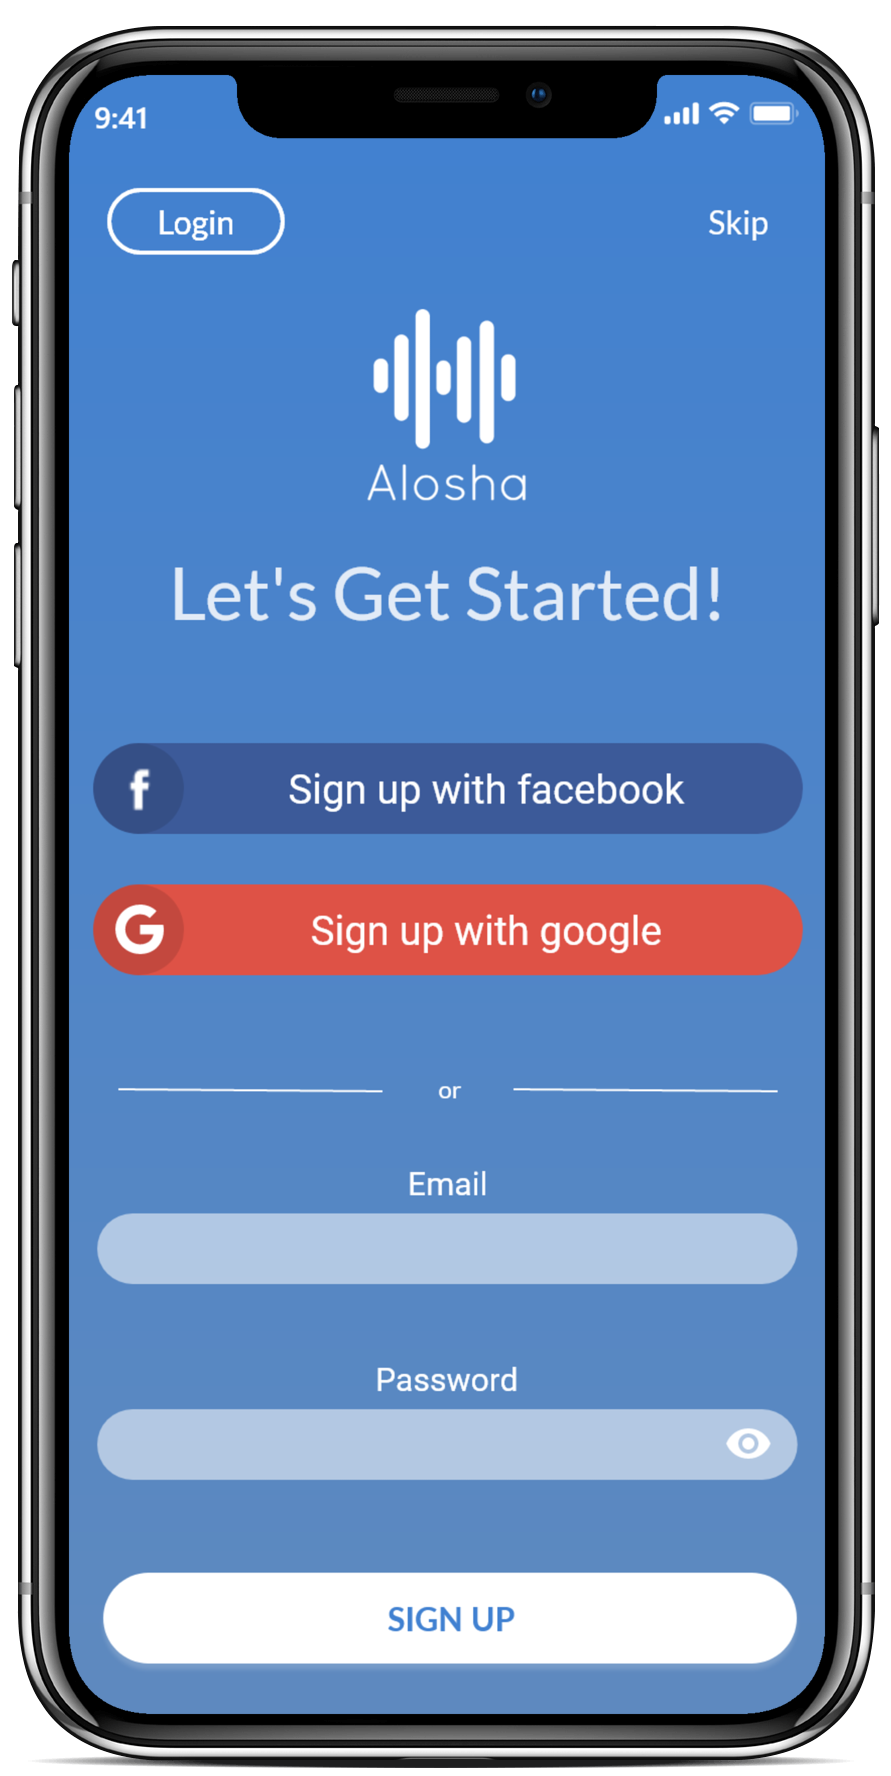 9:41
Login
Skip
Alosha
Let's Get Started!
f
Sign up with facebook
G
Sign up with google
or
Email
Password
SIGN UP